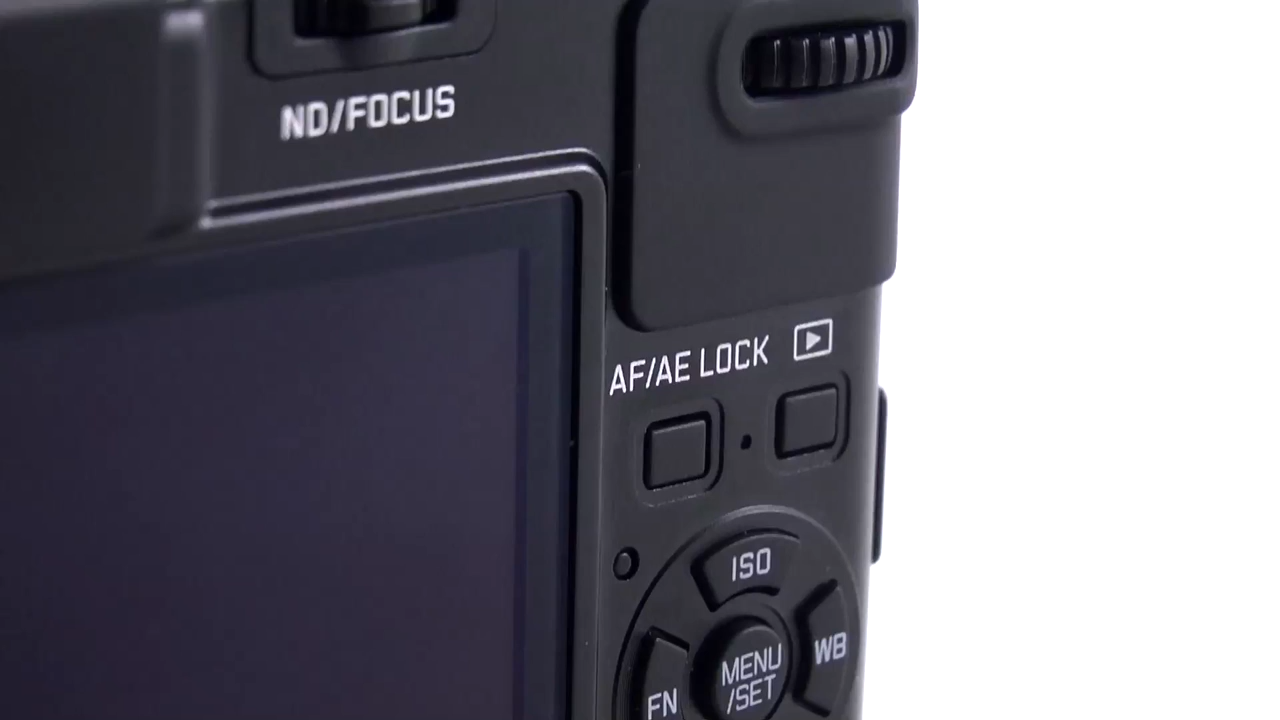 ND/FOCUS
AF/AE LOCK
ISO
WB
MENU
/SET
FN